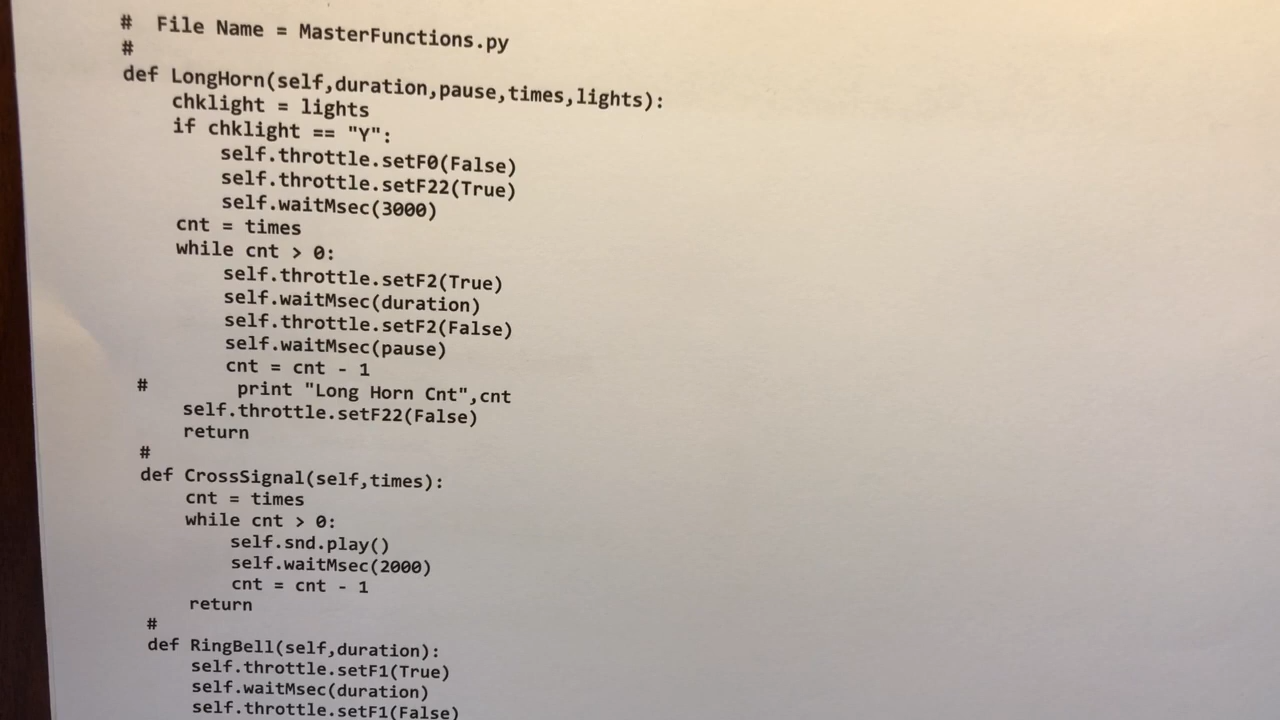 #  File Name = MasterFunctions.py
#
def LongHorn(self,duration,pause,times,lights):
    chklight = lights
    if chklight == "Y":
        self.throttle.setF0(False)
        self.throttle.setF22(True)
        self.waitMsec(3000)
    cnt = times
    while cnt > 0:
        self.throttle.setF2(True)
        self.waitMsec(duration)
        self.throttle.setF2(False)
        self.waitMsec(pause)
        cnt = cnt - 1
#        print "Long Horn Cnt",cnt
    self.throttle.setF22(False)
    return
#
def CrossSignal(self,times):
    cnt = times
    while cnt > 0:
        self.snd.play()
        self.waitMsec(2000)
        cnt = cnt - 1
    return
#
def RingBell(self,duration):
    self.throttle.setF1(True)
    self.waitMsec(duration)
    self.throttle.setF1(False)